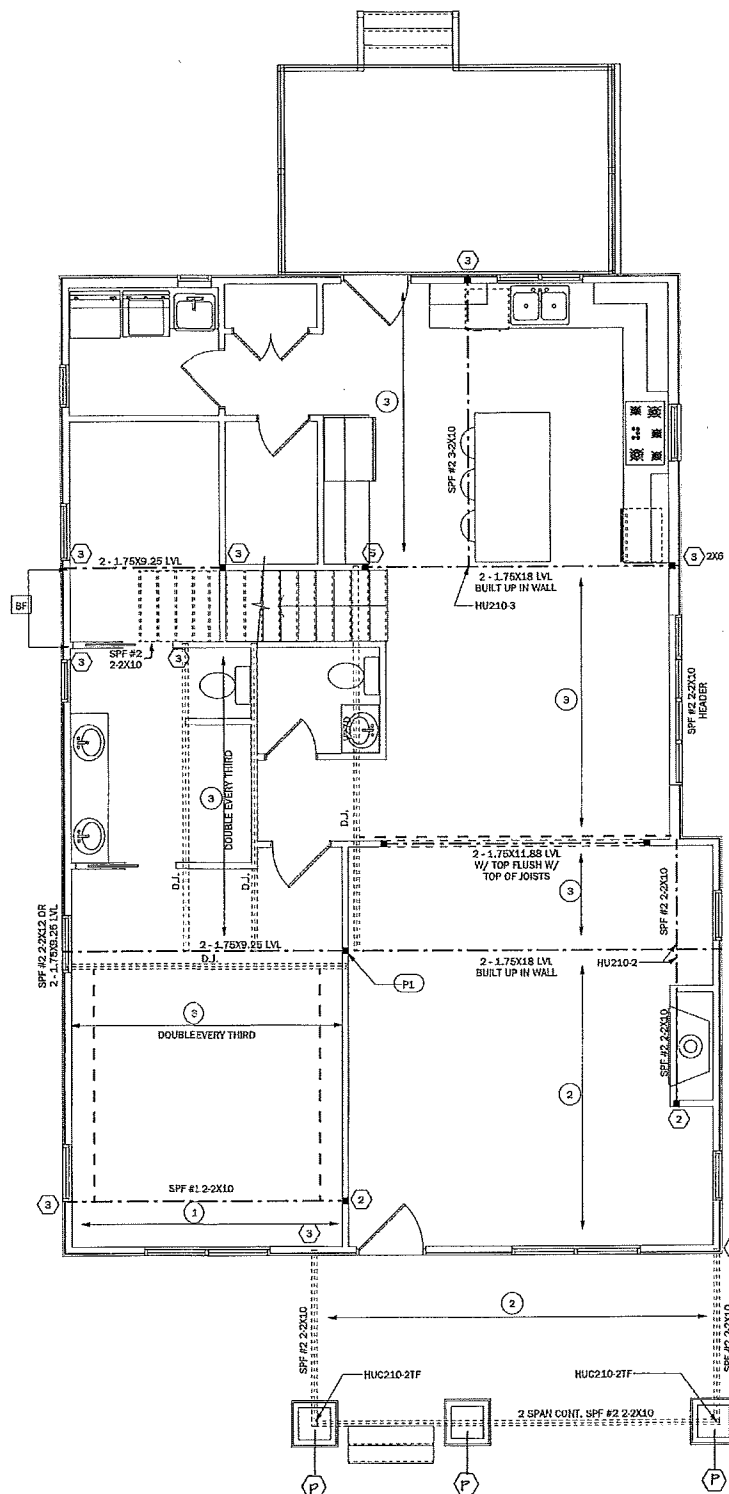 3
3
SPF #2 3-2X10
2 - 1.75X9.25 LVL
3
3
5
3
2X6
2 - 1.75X18 LVL
BUILT UP IN WALL
HU210-3
BF
SPF #2
2-2X10
3
3
3
SPF #2 2-2X10
HEADER
3
DOUBLE EVERY THIRD
D.J.
2 - 1.75X11.88 LVL
W/ TOP FLUSH W/
TOP OF JOISTS
3
SPF #2 2-2X10
D.J.
D.J.
SPF #2 2-2X12 OR
2 - 1.75X9.25 LVL
2 - 1.75X9.25 LVL
D.J.
2 - 1.75X18 LVL
BUILT UP IN WALL
HU210-2
P1
3
DOUBLE EVERY THIRD
SPF #2 2-2X10
2
2
SPF #1 2-2X10
3
2
1
3
2
SPF #2 2-2X10
SPF #2 2-2X10
HUC210-2TF
HUC210-2TF
2 SPAN CONT. SPF #2 2-2X10
P
P
P